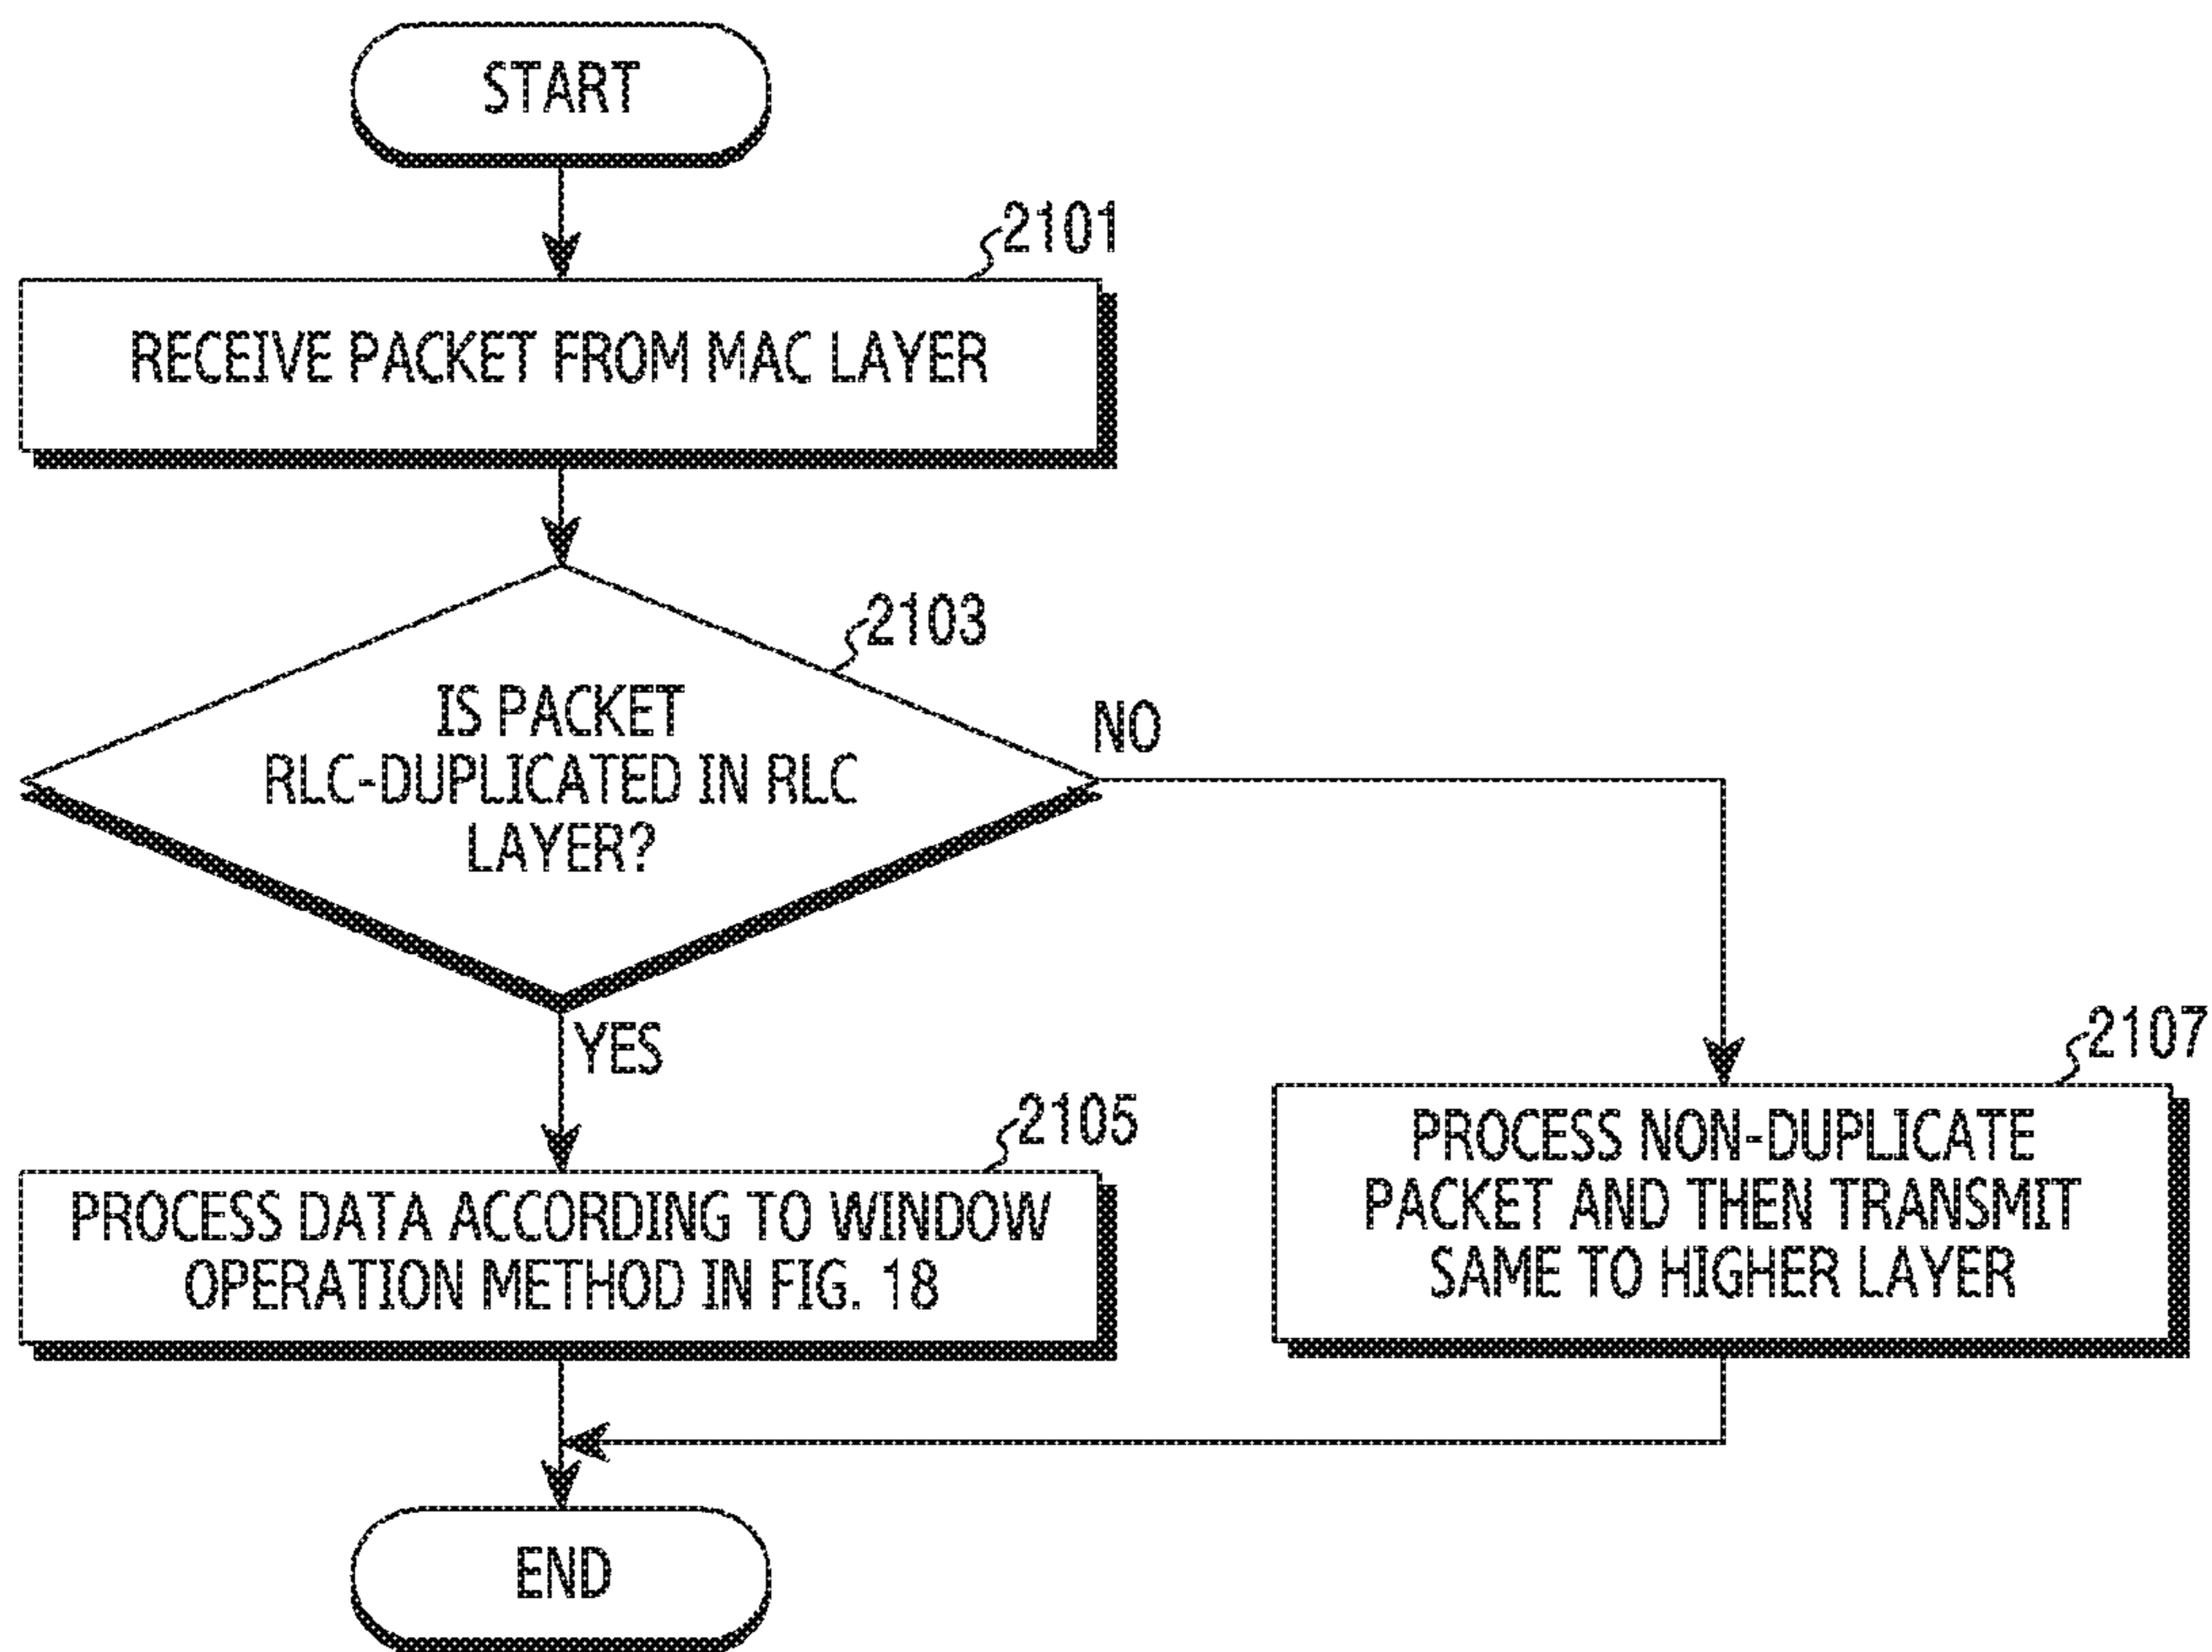 START
2101
RECEIVE PACKET FROM MAC LAYER
2103
IS PACKET
RLC-DUPLICATED IN RLC
LAYER?
NO
YES
2105
PROCESS DATA ACCORDING TO WINDOW
OPERATION METHOD IN FIG. 18
2107
PROCESS NON-DUPLICATE
PACKET AND THEN TRANSMIT
SAME TO HIGHER LAYER
END